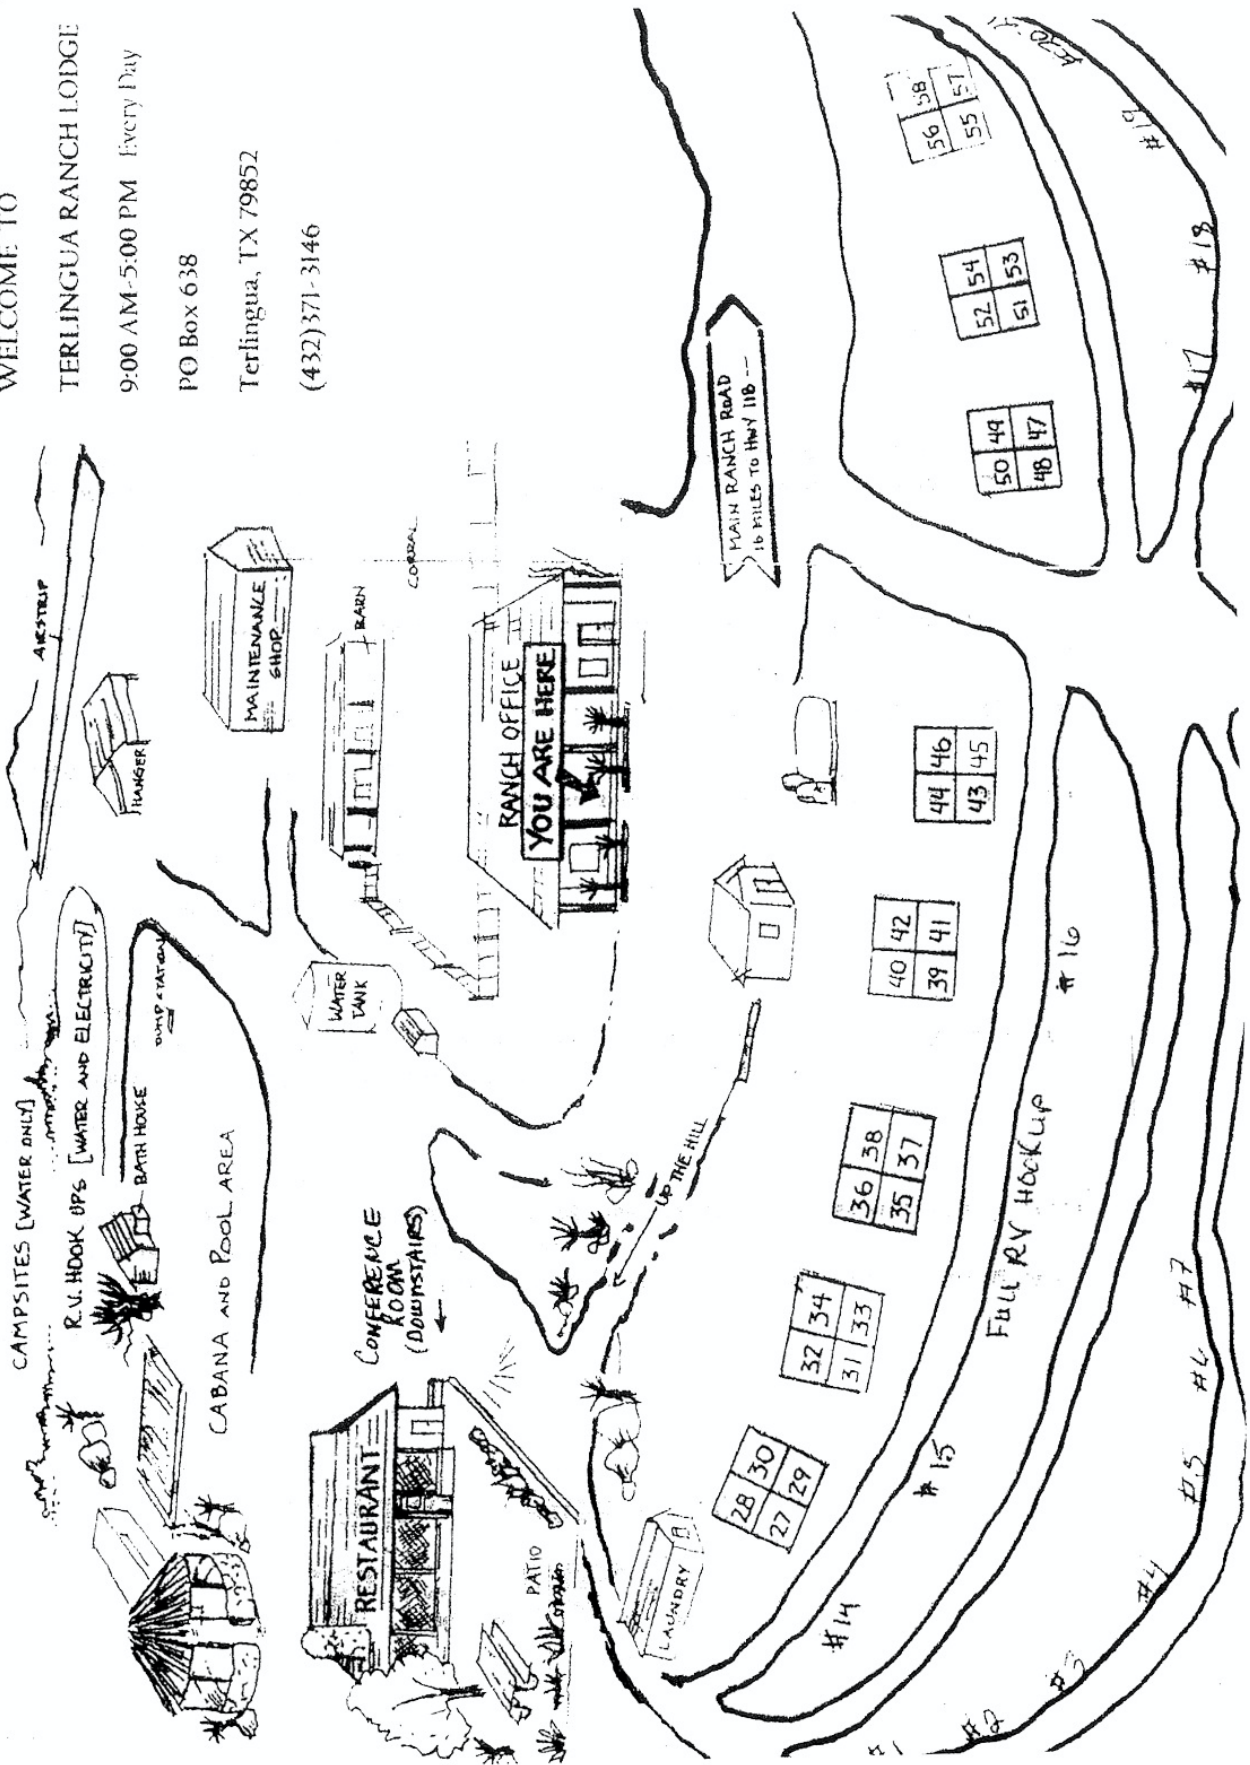 WELCOME TO
TERLINGUA RANCH LODGE
9:00 AM-5:00 PM Every Day
PO Box 638
Terlingua, TX 79852
(432)371-3146
AIRSTRIP
HANGER
MAINTENANCE
SHOP
BARN
CORRAL
CAMPSITES [WATER ONLY]
R.V. HOOK UPS [WATER AND ELECTRICITY]
DUMP STATION
BATH HOUSE
CABANA AND POOL AREA
WATER
TANK
RANCH OFFICE
YOU ARE HERE
CONFERENCE
ROOM
(DOWNSTAIRS)
RESTAURANT
PATIO
UP THE HILL
MAIN RANCH ROAD
16 MILES TO HWY 118
LAUNDRY
28 30
27 29
32 34
31 33
36 38
35 37
40 42
39 41
44 46
43 45
50 49
48 47
52 54
51 53
56 58
55 57
#14
#15
Full RV HOOKUP
#16
#1
#2
#3
#4
#5
#6
#7
#17
#18
#19